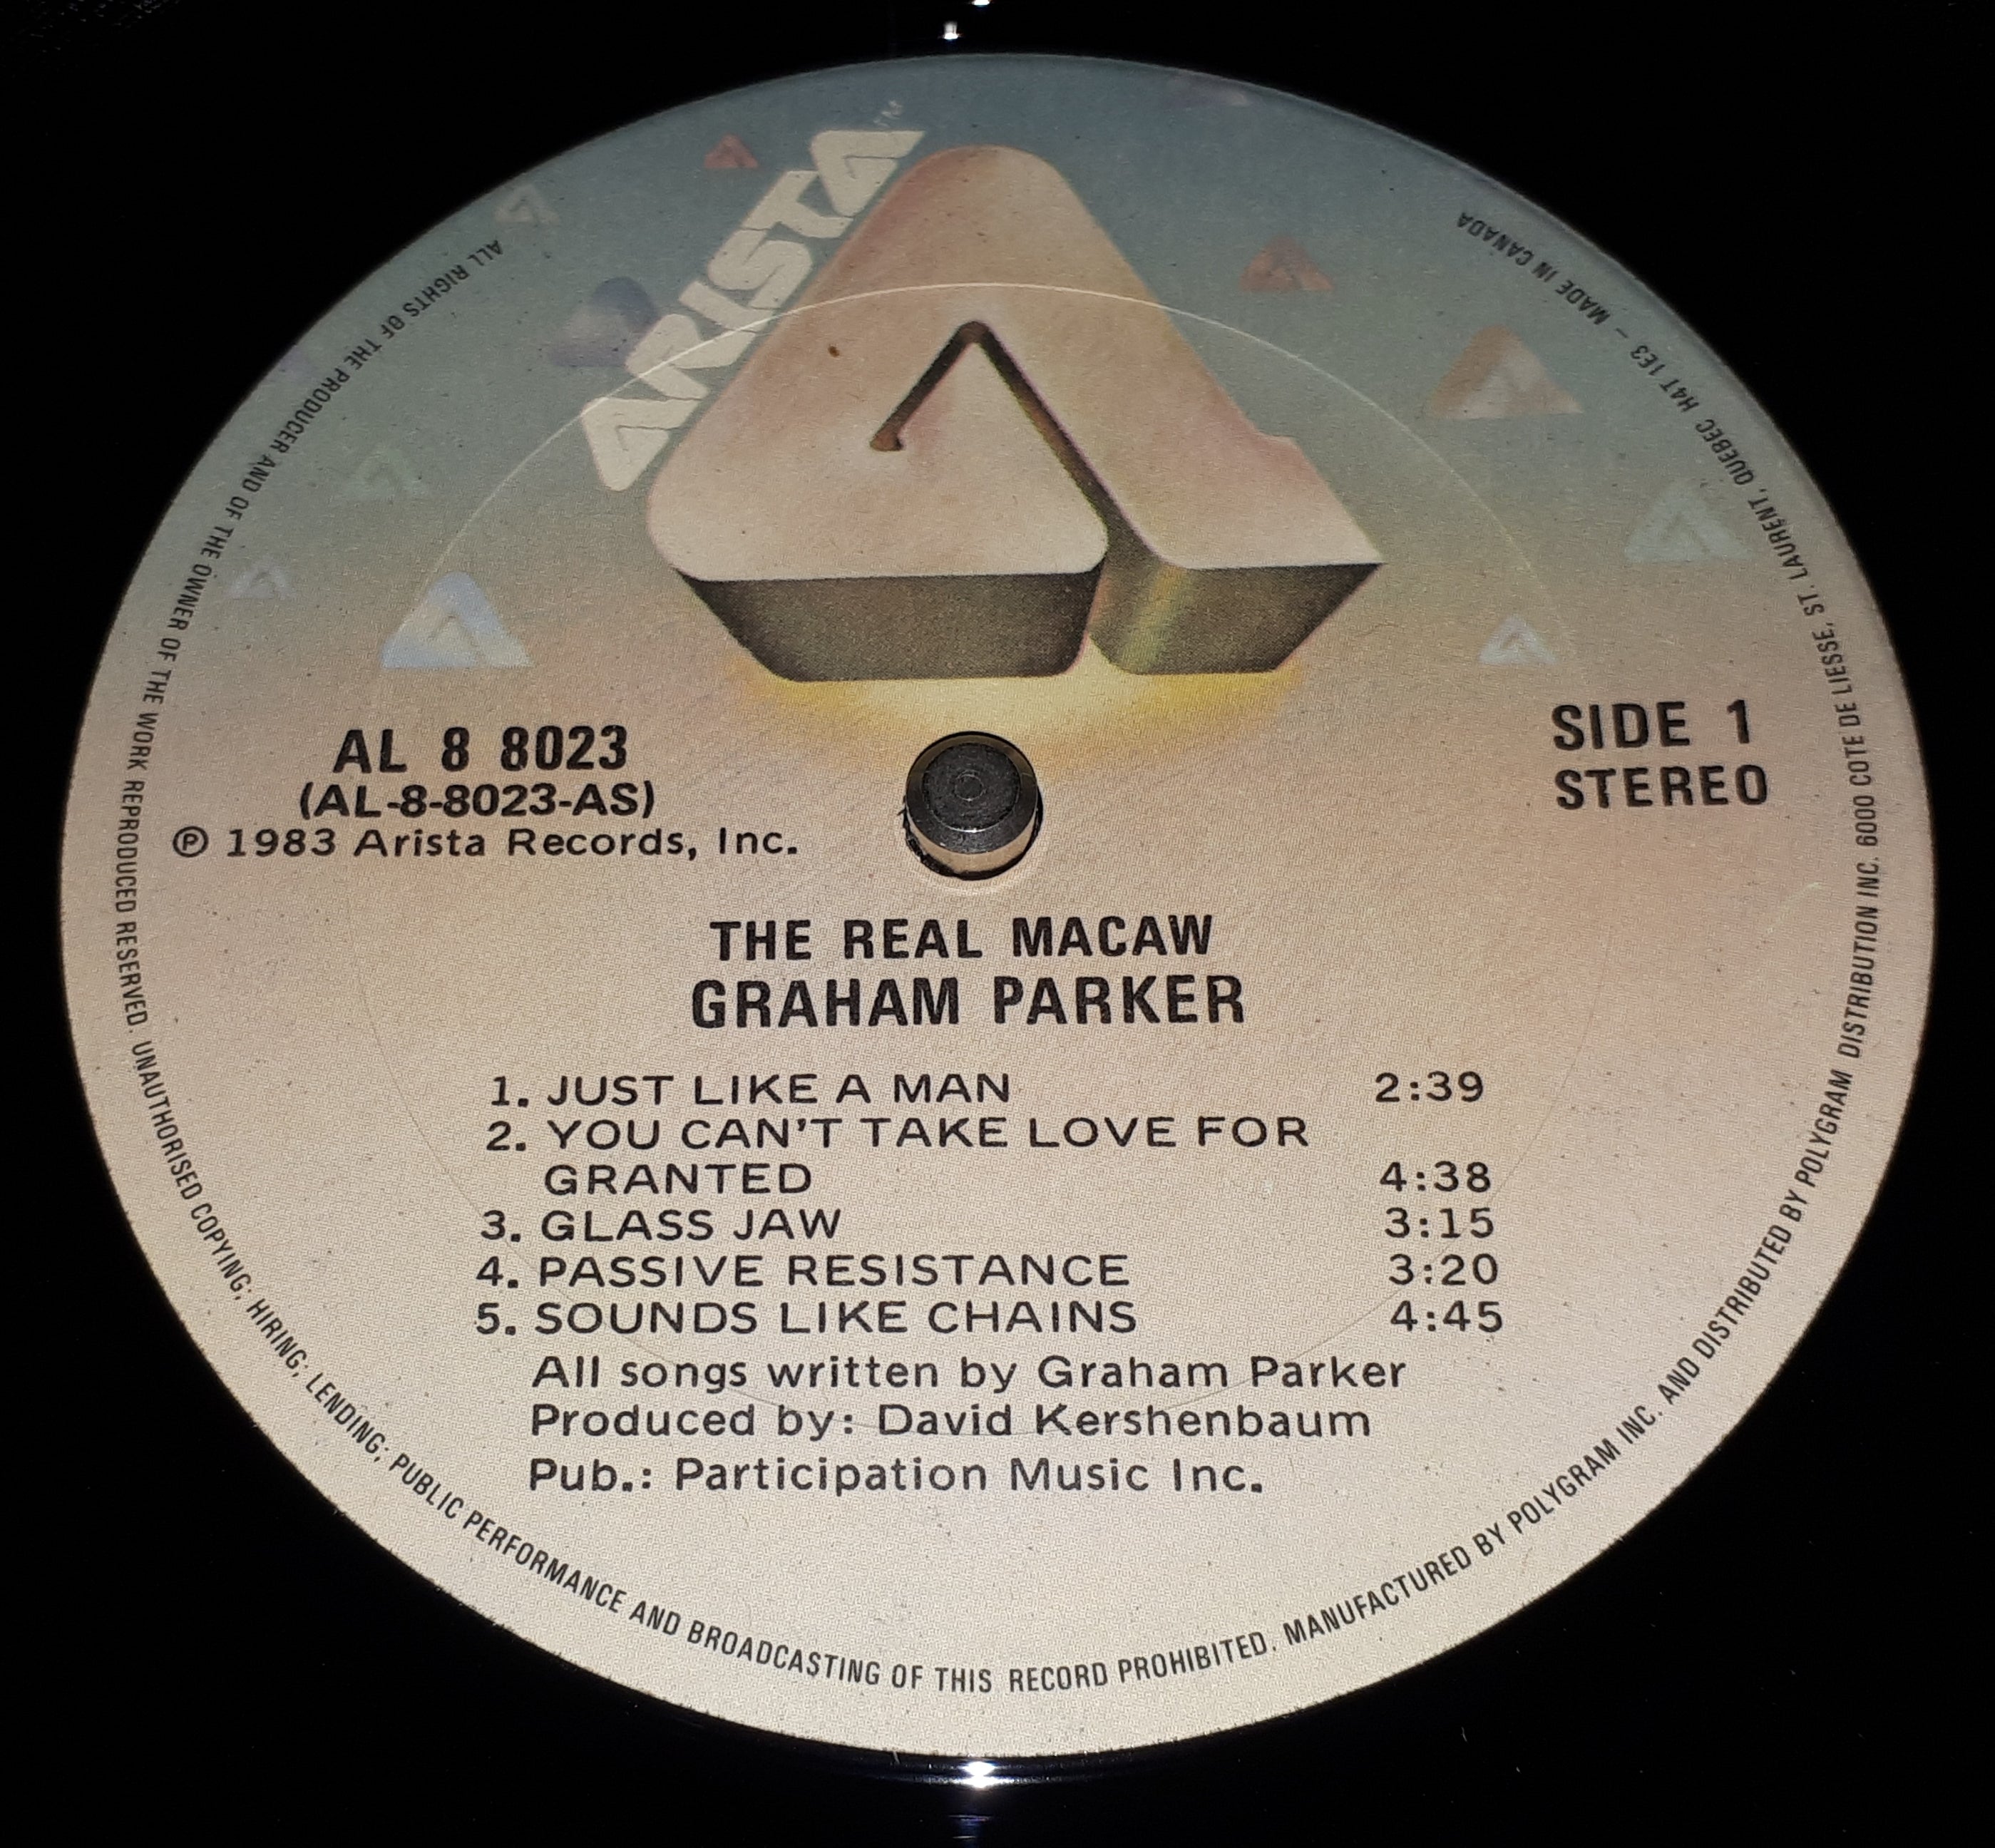 ARISTA™
AL 8 8023
(AL-8-8023-AS)
℗ 1983 Arista Records, Inc.
SIDE 1
STEREO
THE REAL MACAW
GRAHAM PARKER
1. JUST LIKE A MAN 2:39
2. YOU CAN'T TAKE LOVE FOR
GRANTED 4:38
3. GLASS JAW 3:15
4. PASSIVE RESISTANCE 3:20
5. SOUNDS LIKE CHAINS 4:45
All songs written by Graham Parker
Produced by: David Kershenbaum
Pub.: Participation Music Inc.
ALL RIGHTS OF THE PRODUCER AND OF THE OWNER OF THE WORK REPRODUCED RESERVED. UNAUTHORISED COPYING; HIRING; LENDING; PUBLIC PERFORMANCE AND BROADCASTING OF THIS RECORD PROHIBITED. MANUFACTURED BY POLYGRAM INC. AND DISTRIBUTED BY POLYGRAM DISTRIBUTION INC. 6000 COTE DE LIESSE, ST. LAURENT, QUEBEC H4T 1E3 – MADE IN CANADA